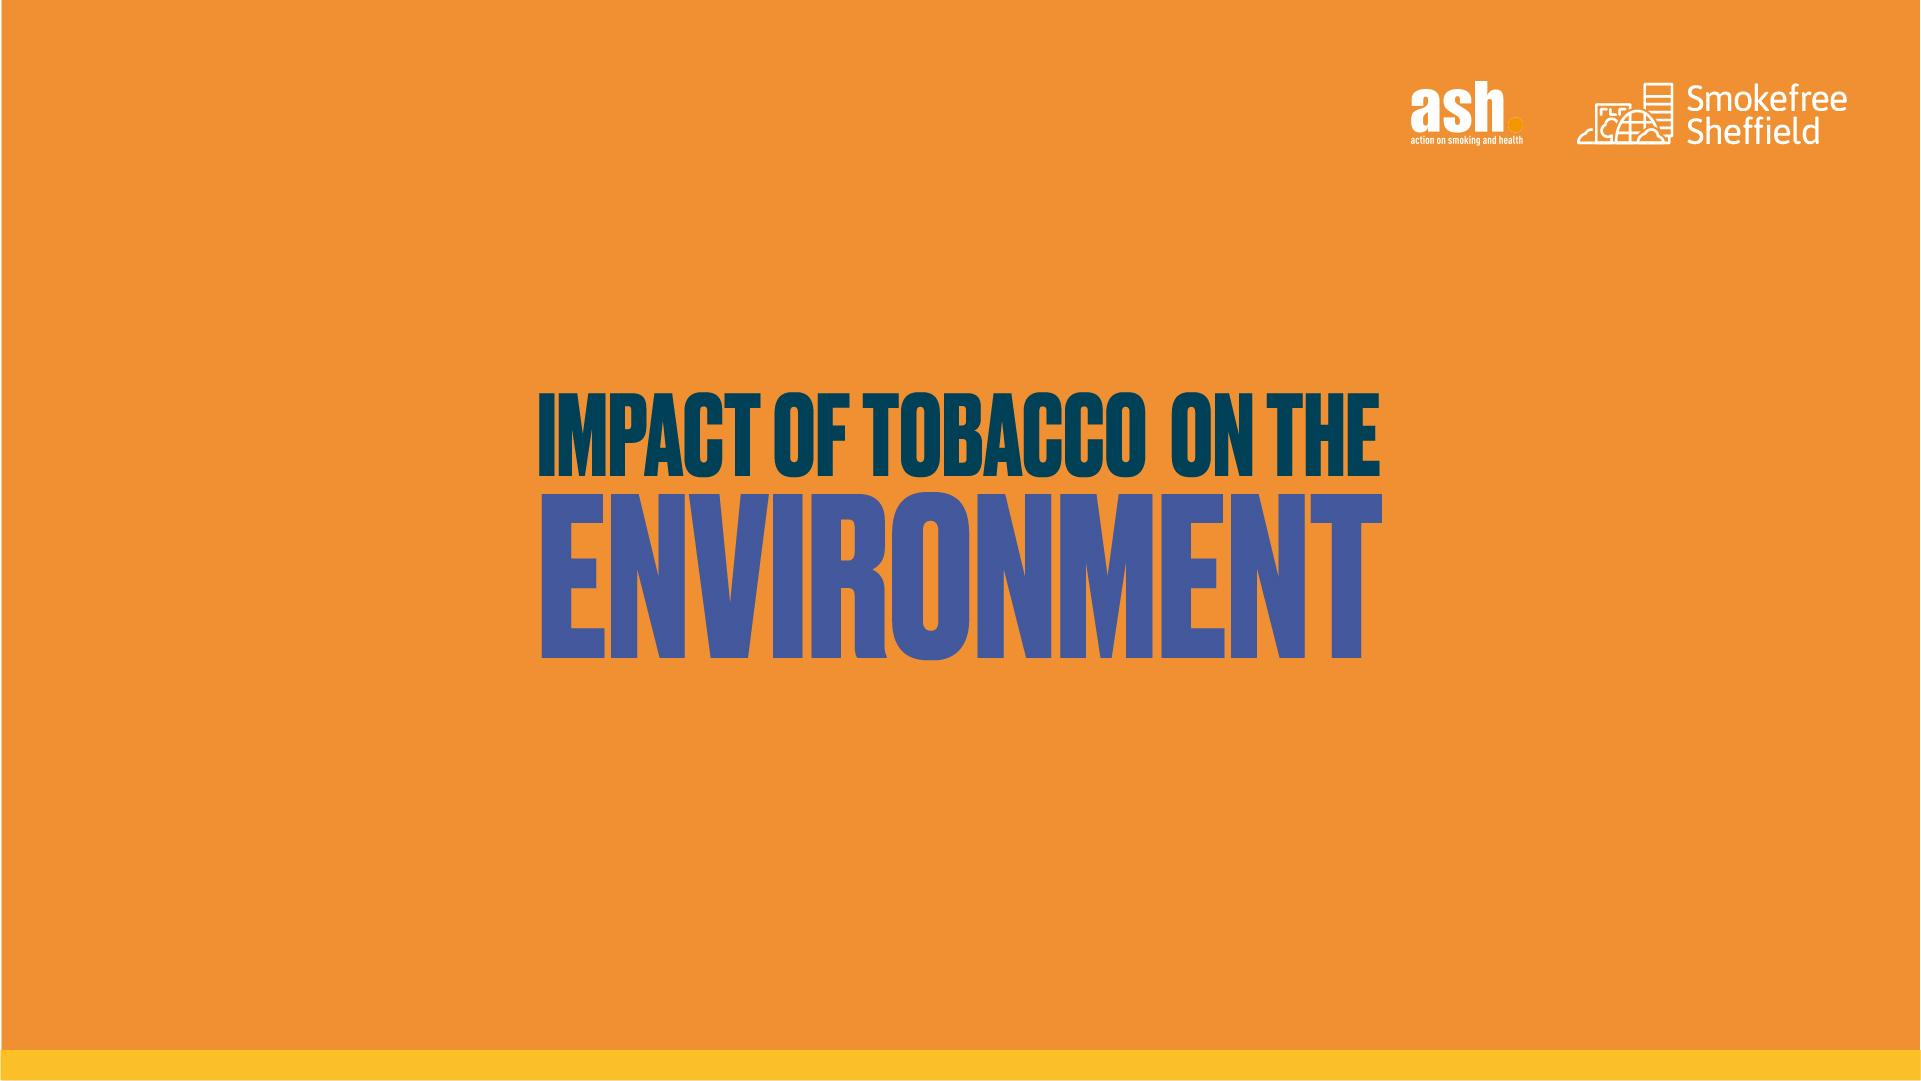 ash.
action on smoking and health
Smokefree
Sheffield
IMPACT OF TOBACCO ON THE
ENVIRONMENT